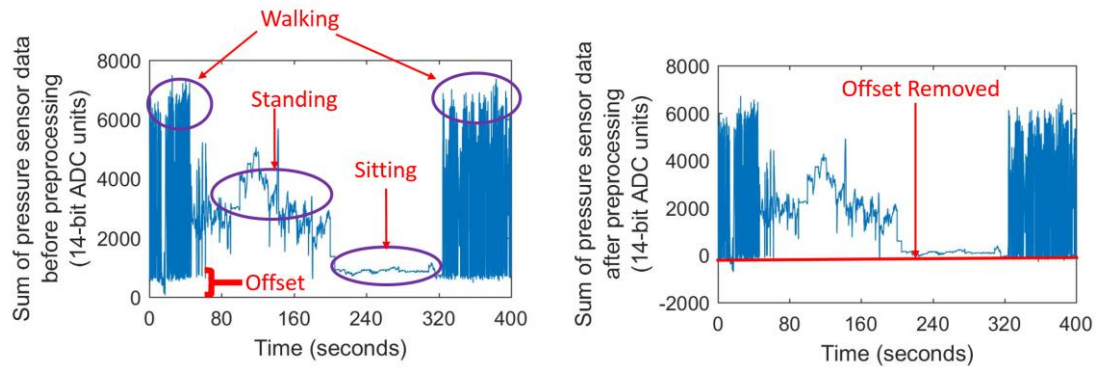 Walking
Standing
Sitting
Offset
Sum of pressure sensor data
before preprocessing
(14-bit ADC units)
8000
6000
4000
2000
0
0 80 160 240 320 400
Time (seconds)
Offset Removed
Sum of pressure sensor data
after preprocessing
(14-bit ADC units)
8000
6000
4000
2000
0
-2000
0 80 160 240 320 400
Time (seconds)